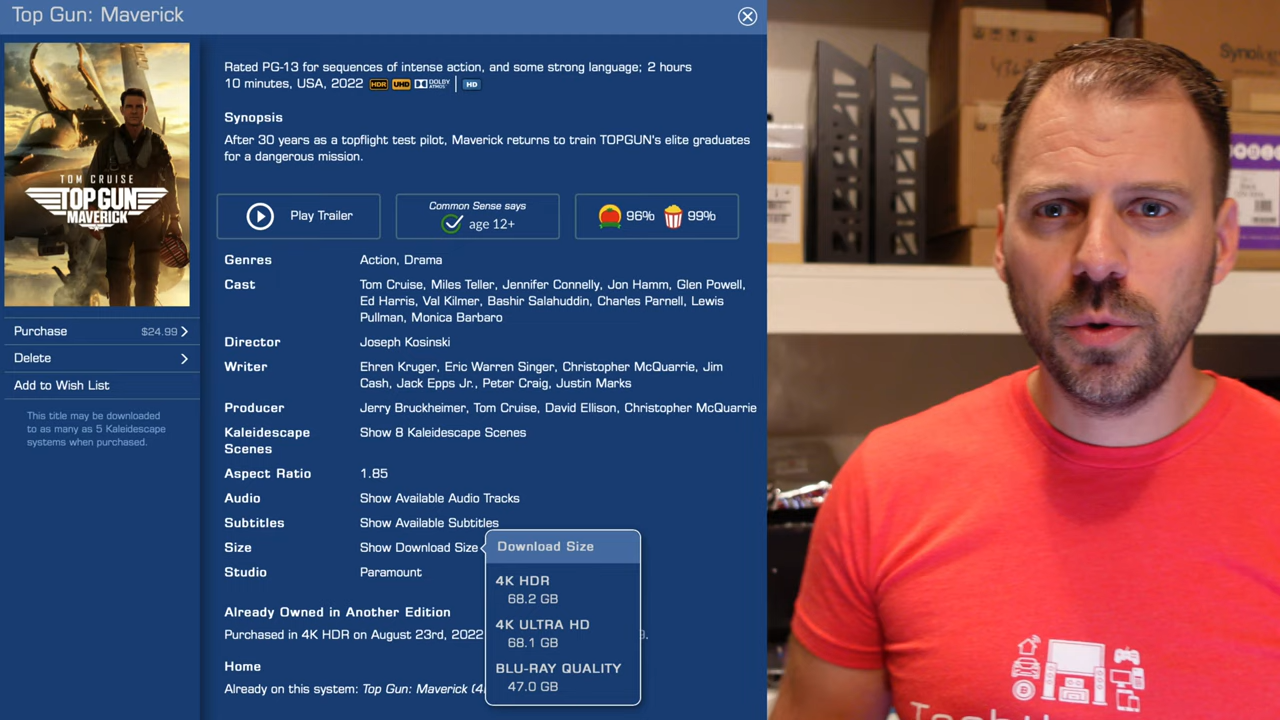 Top Gun: Maverick
TOM CRUISE
TOP GUN
MAVERICK
Purchase $24.99
Delete
Add to Wish List
This title may be downloaded
to as many as 5 Kaleidescape
systems when purchased.
Rated PG-13 for sequences of intense action, and some strong language; 2 hours
10 minutes, USA, 2022 HDR UHD DOLBY ATMOS HD
Synopsis
After 30 years as a topflight test pilot, Maverick returns to train TOPGUN's elite graduates
for a dangerous mission.
Play Trailer
Common Sense says
age 12+
96% 99%
Genres Action, Drama
Cast Tom Cruise, Miles Teller, Jennifer Connelly, Jon Hamm, Glen Powell,
Ed Harris, Val Kilmer, Bashir Salahuddin, Charles Parnell, Lewis
Pullman, Monica Barbaro
Director Joseph Kosinski
Writer Ehren Kruger, Eric Warren Singer, Christopher McQuarrie, Jim
Cash, Jack Epps Jr., Peter Craig, Justin Marks
Producer Jerry Bruckheimer, Tom Cruise, David Ellison, Christopher McQuarrie
Kaleidescape Show 8 Kaleidescape Scenes
Scenes
Aspect Ratio 1.85
Audio Show Available Audio Tracks
Subtitles Show Available Subtitles
Size Show Download Size
Studio Paramount
Already Owned in Another Edition
Purchased in 4K HDR on August 23rd, 2022
Home
Already on this system: Top Gun: Maverick (4
Download Size
4K HDR
68.2 GB
4K ULTRA HD
68.1 GB
BLU-RAY QUALITY
47.0 GB